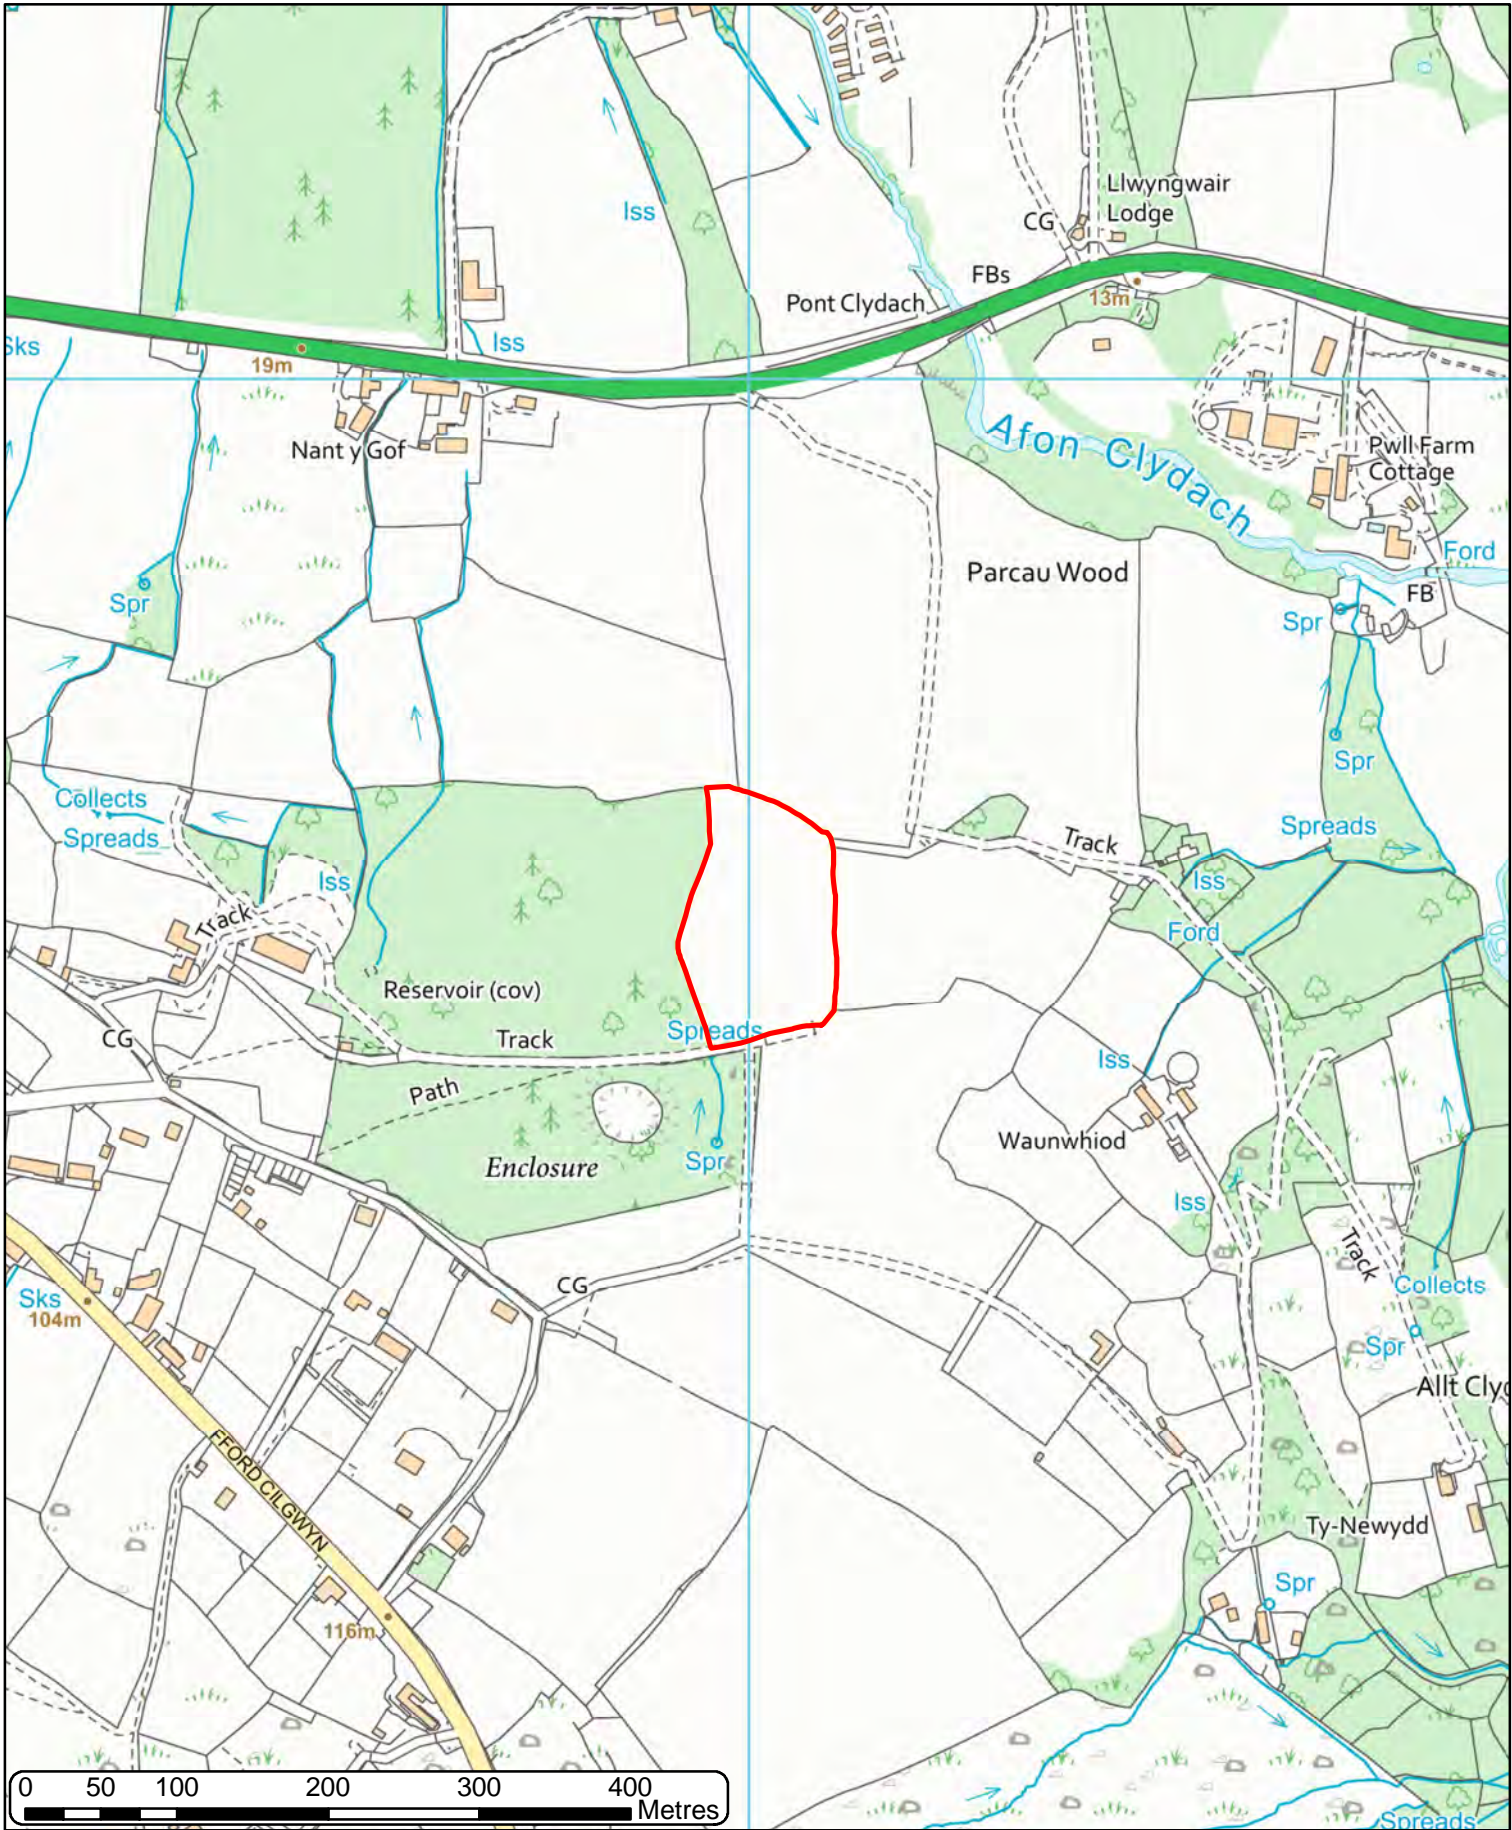 Llwyngwair
Lodge
CG
Iss
FBs
13m
Pont Clydach
Sks
Iss
19m
Nant y Gof
Afon Clydach
Pwll Farm
Cottage
Ford
Parcau Wood
Spr
FB
Spr
Spr
Collects
Spreads
Spreads
Track
Iss
Iss
Track
Ford
Reservoir (cov)
Spreads
CG
Track
Iss
Path
Waunwhiod
Enclosure
Spr
Iss
Track
CG
Collects
Sks
104m
Spr
Allt Clyd
FFORD CILGWYN
Ty-Newydd
Spr
116m
0 50 100 200 300 400
Metres
Spreads